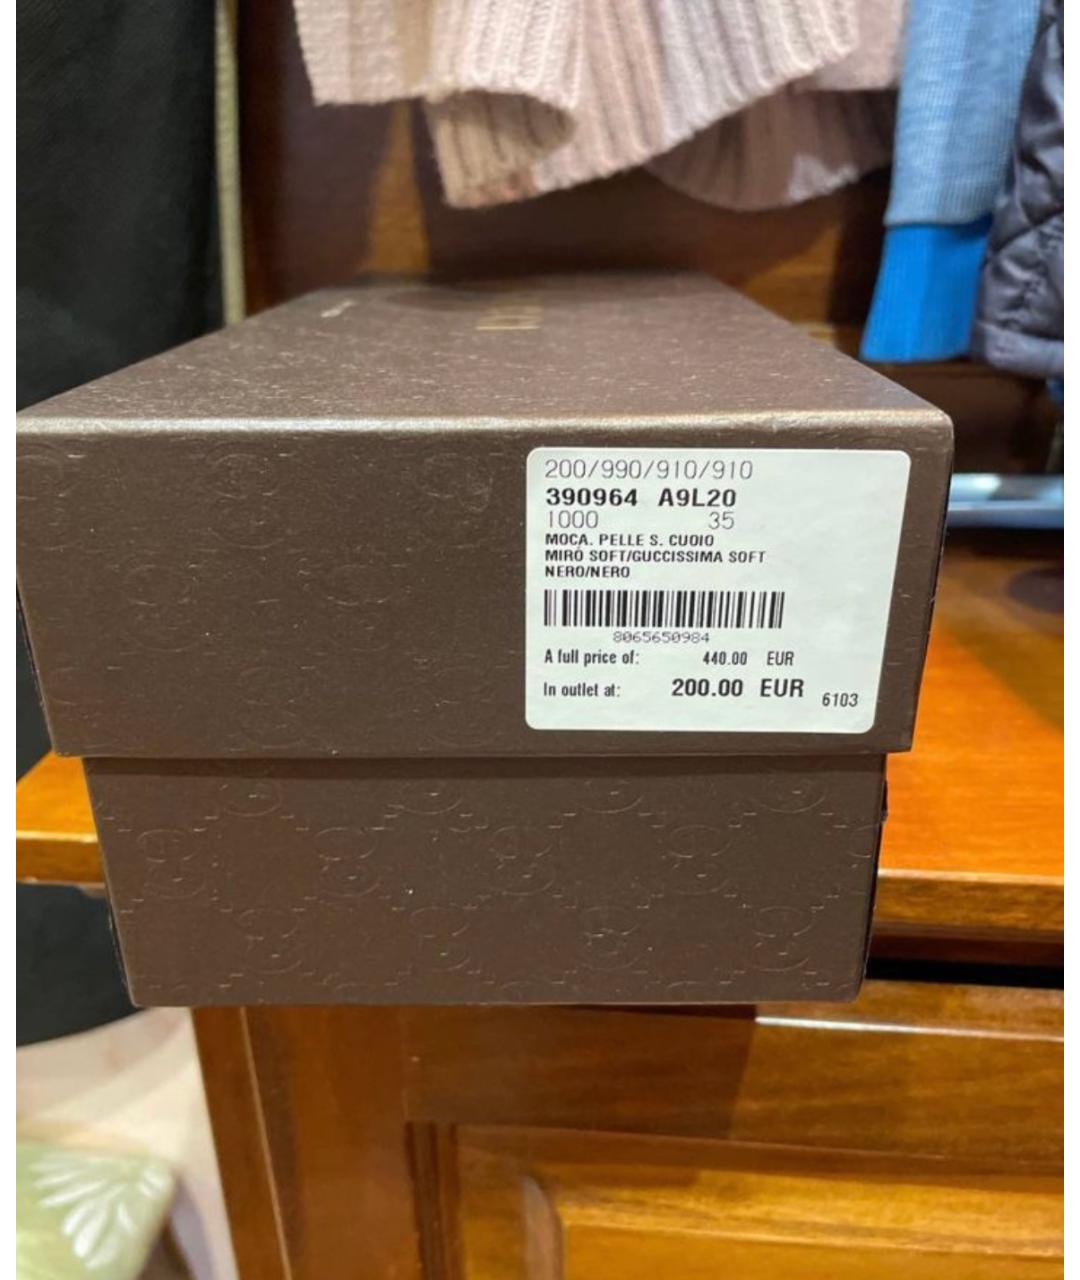 200/990/910/910
390964 A9L20
1000 35
MOCA. PELLE S. CUOIO
MIRÓ SOFT/GUCCISSIMA SOFT
NERO/NERO
8065650984
A full price of: 440.00 EUR
In outlet at: 200.00 EUR 6103